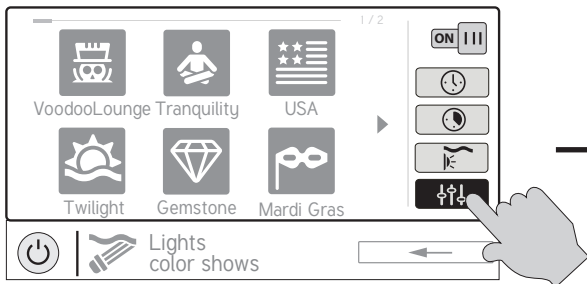 1 / 2
ON
VoodooLounge Tranquility USA
Twilight Gemstone Mardi Gras
Lights
color shows